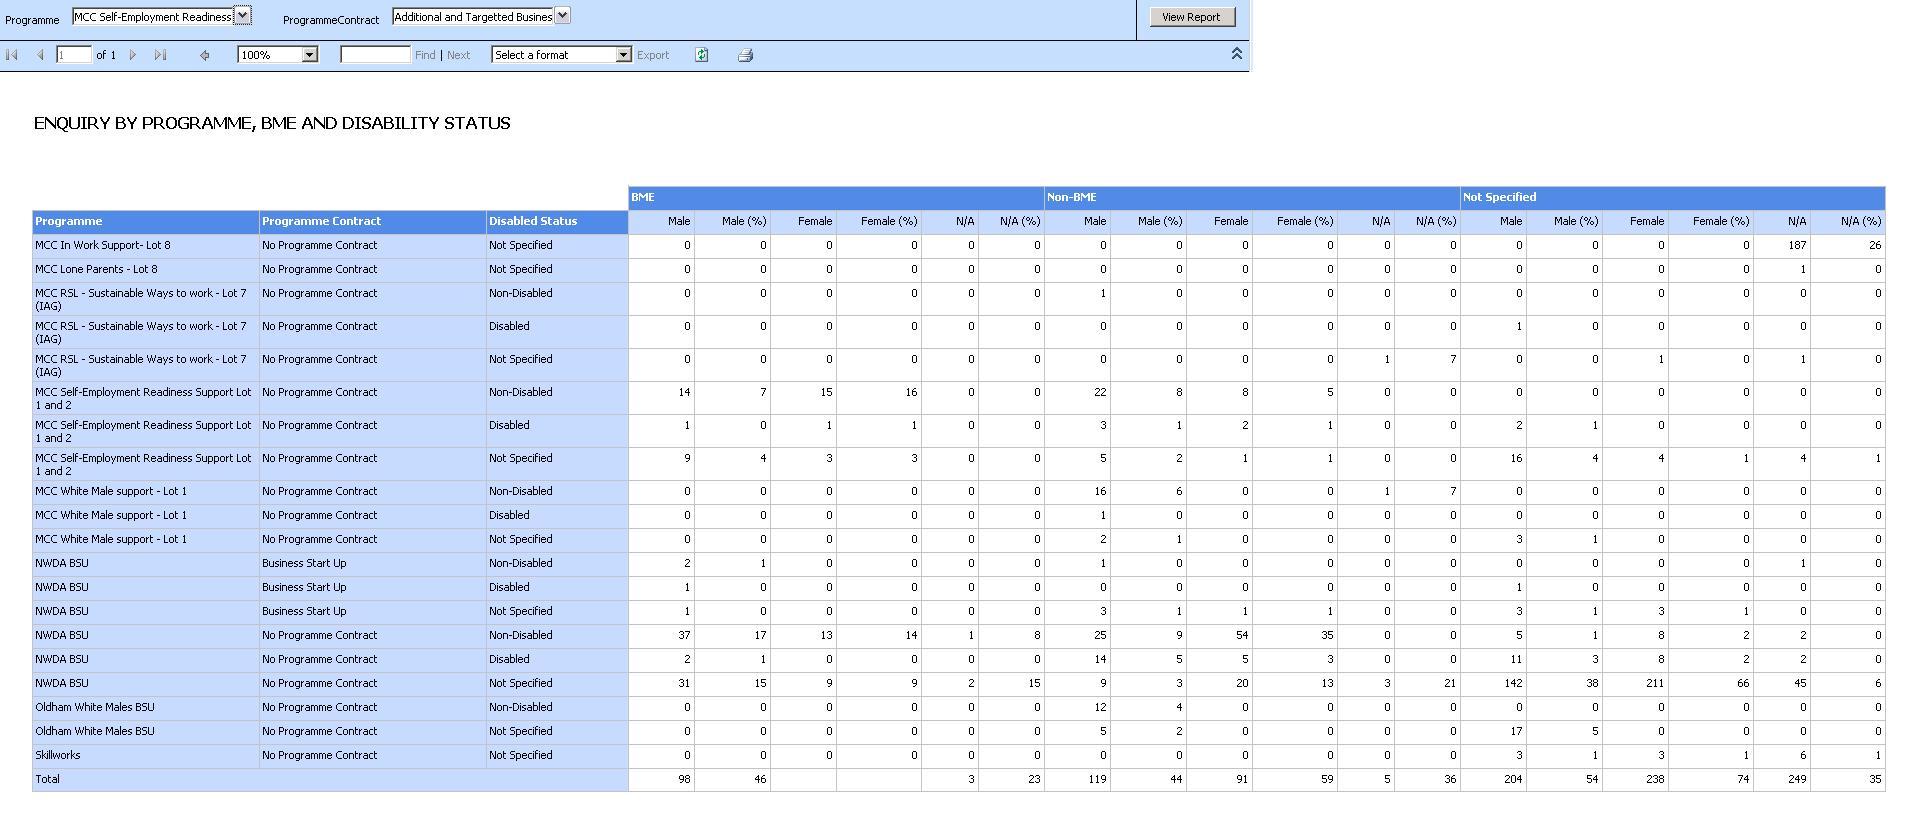 Programme MCC Self-Employment Readiness ProgrammeContract Additional and Targetted Busines View Report
1 of 1 100% Find | Next Select a format Export
ENQUIRY BY PROGRAMME, BME AND DISABILITY STATUS
BME Non-BME Not Specified
Programme Programme Contract Disabled Status Male Male (%) Female Female (%) N/A N/A (%) Male Male (%) Female Female (%) N/A N/A (%) Male Male (%) Female Female (%) N/A N/A (%)
MCC In Work Support- Lot 8 No Programme Contract Not Specified 0 0 0 0 0 0 0 0 0 0 0 0 0 0 0 0 187 26
MCC Lone Parents - Lot 8 No Programme Contract Not Specified 0 0 0 0 0 0 0 0 0 0 0 0 0 0 0 0 1 0
MCC RSL - Sustainable Ways to work - Lot 7 No Programme Contract Non-Disabled 0 0 0 0 0 0 1 0 0 0 0 0 0 0 0 0 0 0
(IAG)
MCC RSL - Sustainable Ways to work - Lot 7 No Programme Contract Disabled 0 0 0 0 0 0 0 0 0 0 0 0 1 0 0 0 0 0
(IAG)
MCC RSL - Sustainable Ways to work - Lot 7 No Programme Contract Not Specified 0 0 0 0 0 0 0 0 0 0 1 7 0 0 1 0 1 0
(IAG)
MCC Self-Employment Readiness Support Lot No Programme Contract Non-Disabled 14 7 15 16 0 0 22 8 8 5 0 0 0 0 0 0 0 0
1 and 2
MCC Self-Employment Readiness Support Lot No Programme Contract Disabled 1 0 1 1 0 0 3 1 2 1 0 0 2 1 0 0 0 0
1 and 2
MCC Self-Employment Readiness Support Lot No Programme Contract Not Specified 9 4 3 3 0 0 5 2 1 1 0 0 16 4 4 1 4 1
1 and 2
MCC White Male support - Lot 1 No Programme Contract Non-Disabled 0 0 0 0 0 0 16 6 0 0 1 7 0 0 0 0 0 0
MCC White Male support - Lot 1 No Programme Contract Disabled 0 0 0 0 0 0 1 0 0 0 0 0 0 0 0 0 0 0
MCC White Male support - Lot 1 No Programme Contract Not Specified 0 0 0 0 0 0 2 1 0 0 0 0 3 1 0 0 0 0
NWDA BSU Business Start Up Non-Disabled 2 1 0 0 0 0 1 0 0 0 0 0 0 0 0 0 1 0
NWDA BSU Business Start Up Disabled 1 0 0 0 0 0 0 0 0 0 0 0 1 0 0 0 0 0
NWDA BSU Business Start Up Not Specified 1 0 0 0 0 0 3 1 1 1 0 0 3 1 3 1 0 0
NWDA BSU No Programme Contract Non-Disabled 37 17 13 14 1 8 25 9 54 35 0 0 5 1 8 2 2 0
NWDA BSU No Programme Contract Disabled 2 1 0 0 0 0 14 5 5 3 0 0 11 3 8 2 2 0
NWDA BSU No Programme Contract Not Specified 31 15 9 9 2 15 9 3 20 13 3 21 142 38 211 66 45 6
Oldham White Males BSU No Programme Contract Non-Disabled 0 0 0 0 0 0 12 4 0 0 0 0 0 0 0 0 0 0
Oldham White Males BSU No Programme Contract Not Specified 0 0 0 0 0 0 5 2 0 0 0 0 17 5 0 0 0 0
Skillworks No Programme Contract Not Specified 0 0 0 0 0 0 0 0 0 0 0 0 3 1 3 1 6 1
Total 98 46 3 23 119 44 91 59 5 36 204 54 238 74 249 35